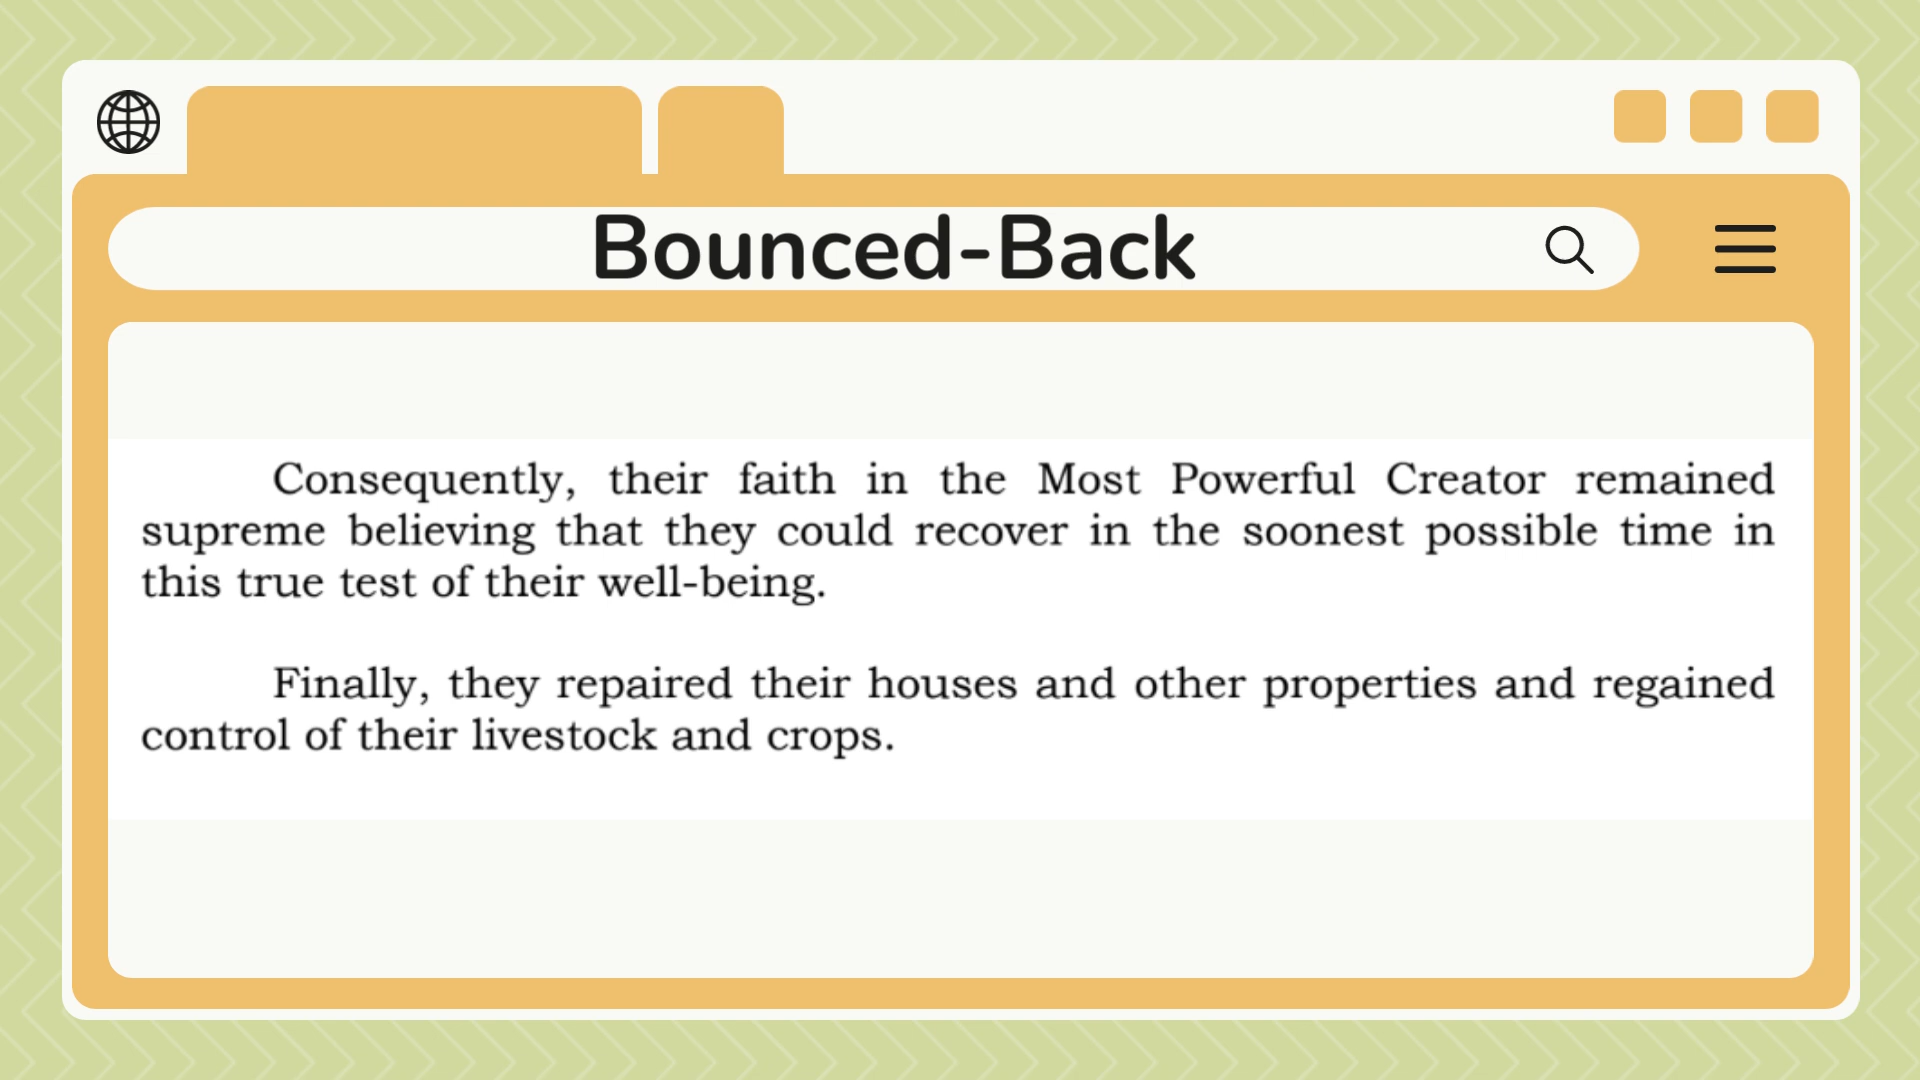 Bounced-Back
Consequently, their faith in the Most Powerful Creator remained
supreme believing that they could recover in the soonest possible time in
this true test of their well-being.
Finally, they repaired their houses and other properties and regained
control of their livestock and crops.